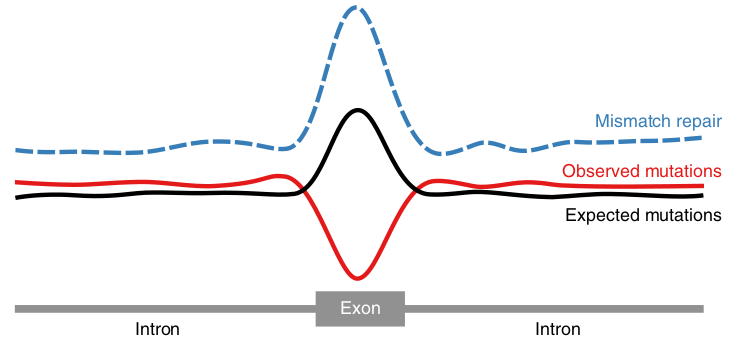 Mismatch repair
Observed mutations
Expected mutations
Exon
Intron
Intron